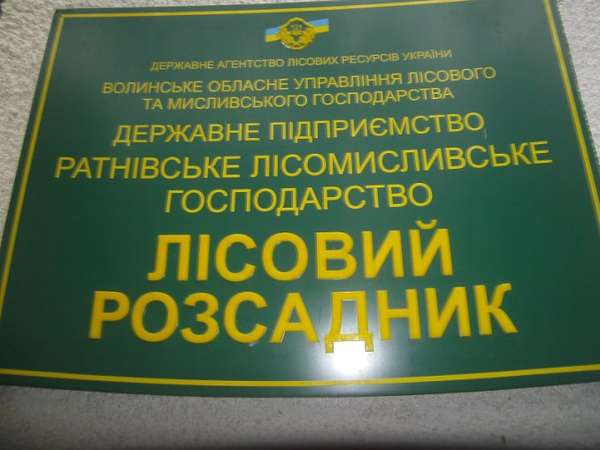 ДЕРЖАВНЕ АГЕНТСТВО ЛІСОВИХ РЕСУРСІВ УКРАЇНИ
ВОЛИНСЬКЕ ОБЛАСНЕ УПРАВЛІННЯ ЛІСОВОГО
ТА МИСЛИВСЬКОГО ГОСПОДАРСТВА
ДЕРЖАВНЕ ПІДПРИЄМСТВО
РАТНІВСЬКЕ ЛІСОМИСЛИВСЬКЕ
ГОСПОДАРСТВО
ЛІСОВИЙ
РОЗСАДНИК